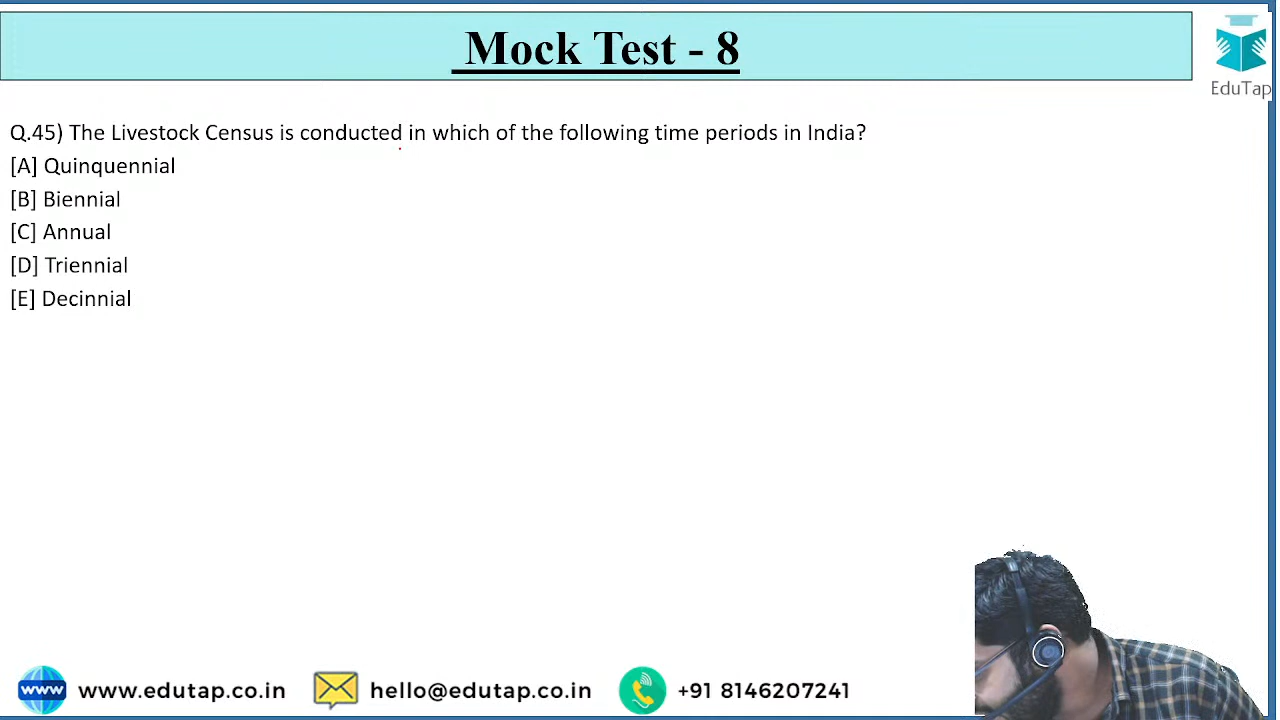 Mock Test - 8
EduTap
Q.45) The Livestock Census is conducted in which of the following time periods in India?
[A] Quinquennial
[B] Biennial
[C] Annual
[D] Triennial
[E] Decinnial
www www.edutap.co.in hello@edutap.co.in +91 8146207241